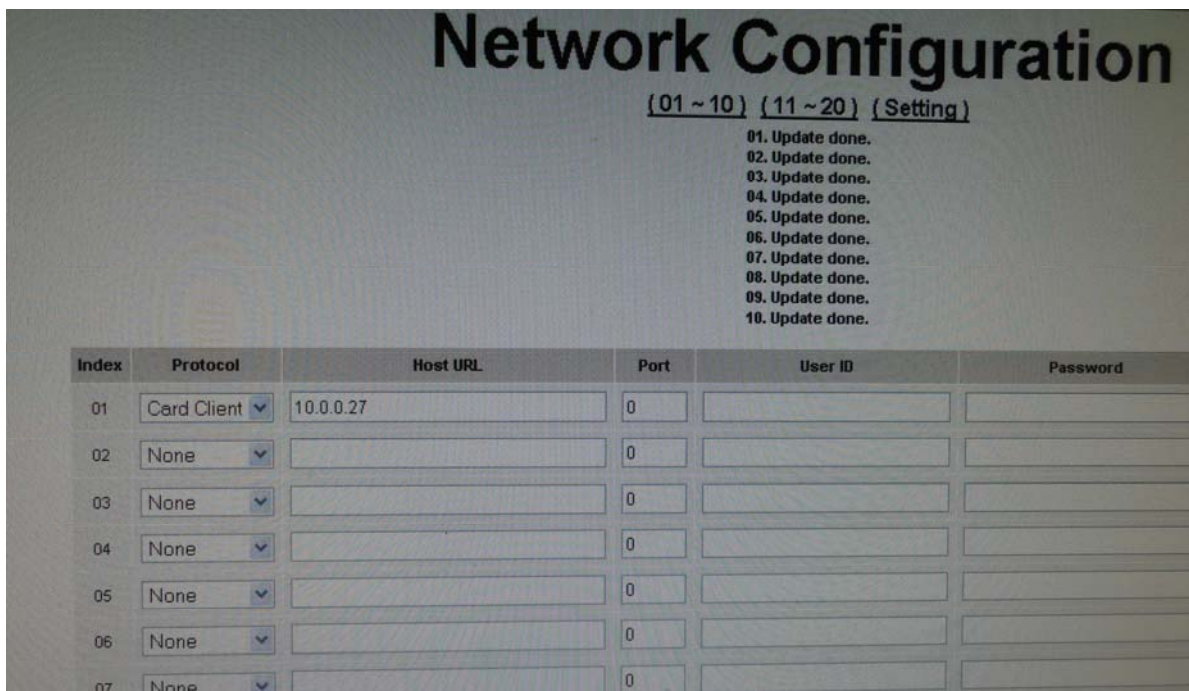 Network Configuration
( 01 ~ 10 ) ( 11 ~ 20 ) ( Setting )
01. Update done.
02. Update done.
03. Update done.
04. Update done.
05. Update done.
06. Update done.
07. Update done.
08. Update done.
09. Update done.
10. Update done.
Index Protocol Host URL Port User ID Password
01 Card Client 10.0.0.27 0
02 None 0
03 None 0
04 None 0
05 None 0
06 None 0
07 None 0